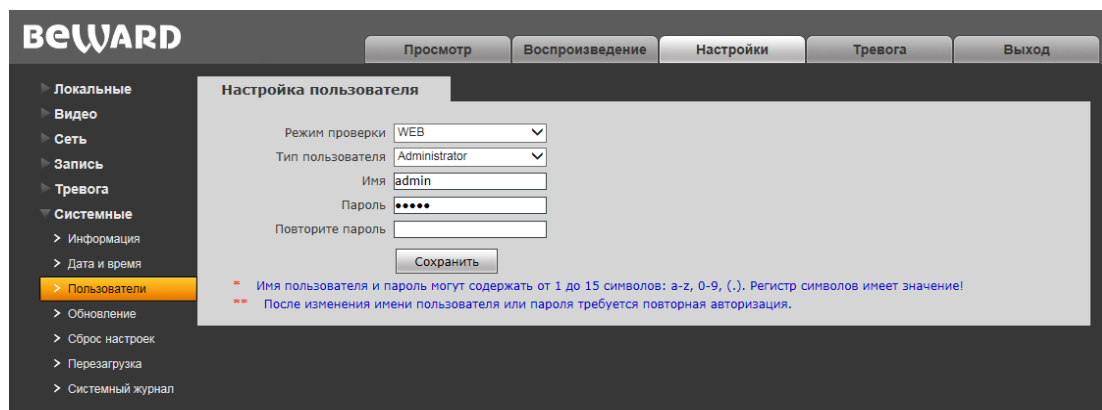 BEWARD
Просмотр Воспроизведение Настройки Тревога Выход
Локальные
Видео
Сеть
Запись
Тревога
Системные
Информация
Дата и время
Пользователи
Обновление
Сброс настроек
Перезагрузка
Системный журнал
Настройка пользователя
Режим проверки WEB
Тип пользователя Administrator
Имя admin
Пароль •••••
Повторите пароль
Сохранить
* Имя пользователя и пароль могут содержать от 1 до 15 символов: a-z, 0-9, (.). Регистр символов имеет значение!
** После изменения имени пользователя или пароля требуется повторная авторизация.